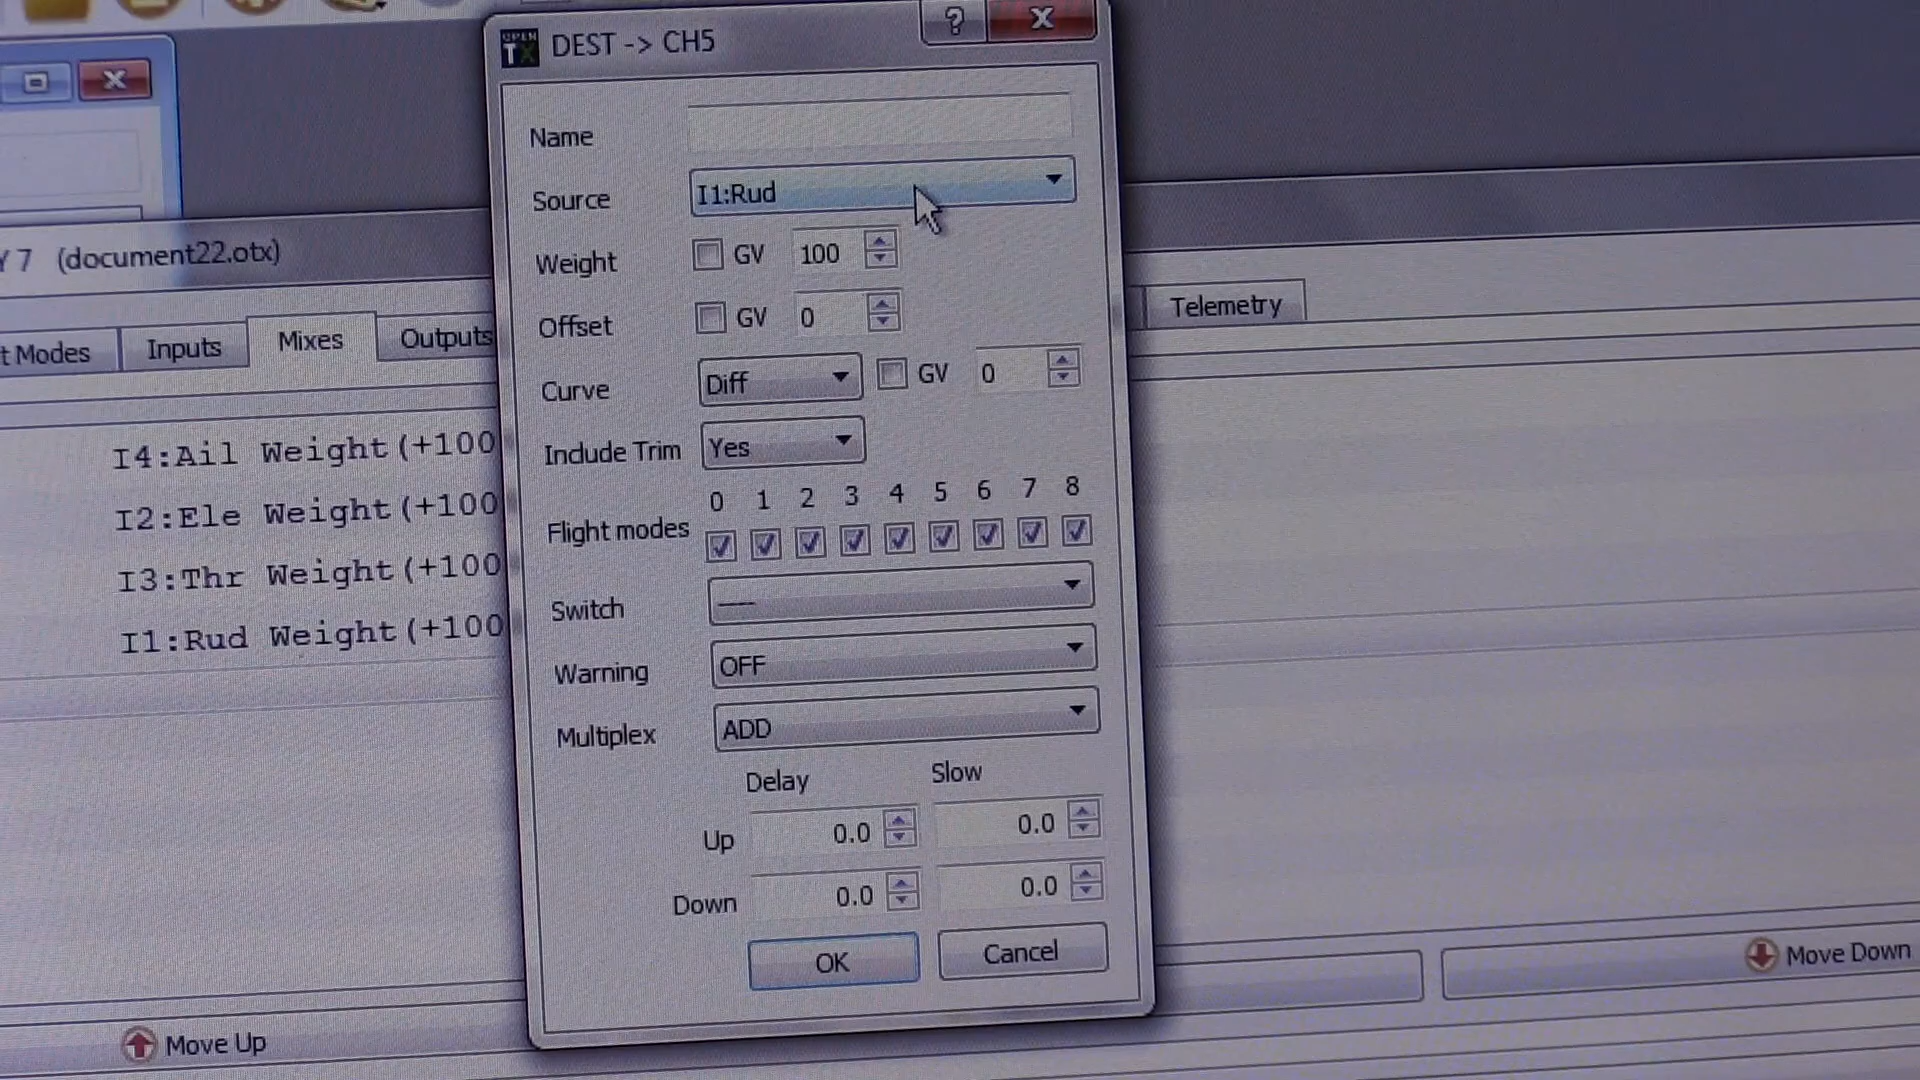 OPEN
TX
DEST -> CH5
Name
Source I1:Rud
Y 7 (document22.otx)
Weight GV 100
Offset GV 0
t Modes Inputs Mixes Outputs Telemetry
Curve Diff GV 0
I4:Ail Weight(+100
Include Trim Yes
I2:Ele Weight(+100
0 1 2 3 4 5 6 7 8
Flight modes
I3:Thr Weight(+100
Switch ----
I1:Rud Weight(+100
Warning OFF
Multiplex ADD
Delay Slow
Up 0.0 0.0
Down 0.0 0.0
OK Cancel
Move Down
Move Up